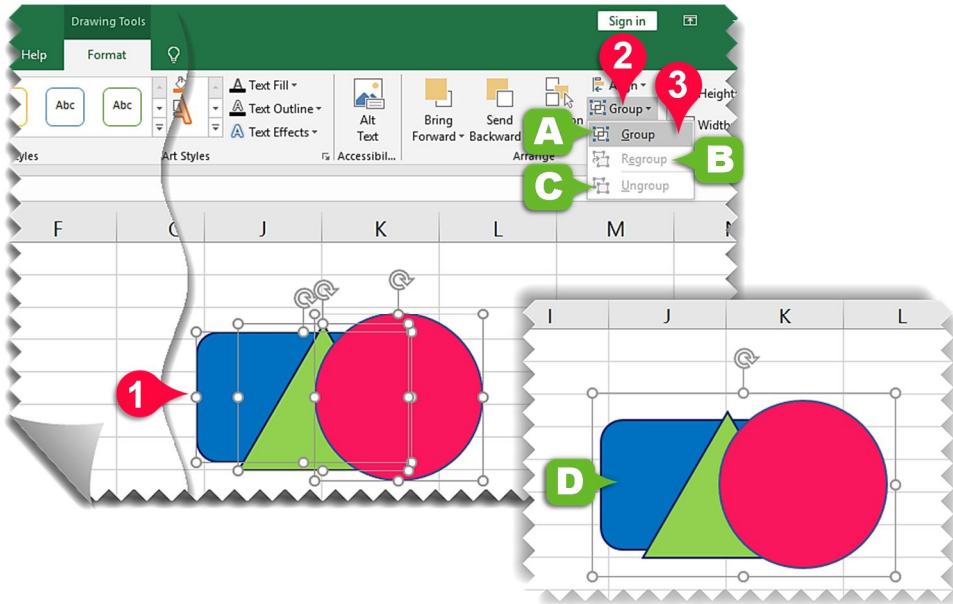 Drawing Tools
Sign in
Help
Format
2
3
Abc
Abc
Text Fill
Text Outline
Text Effects
Alt
Text
Bring
Forward
Send
Backward
Group
Height
Width
Art Styles
Accessibil...
Arrange
A
Group
Regroup
B
C
Ungroup
F
J
K
L
M
1
I
J
K
L
D